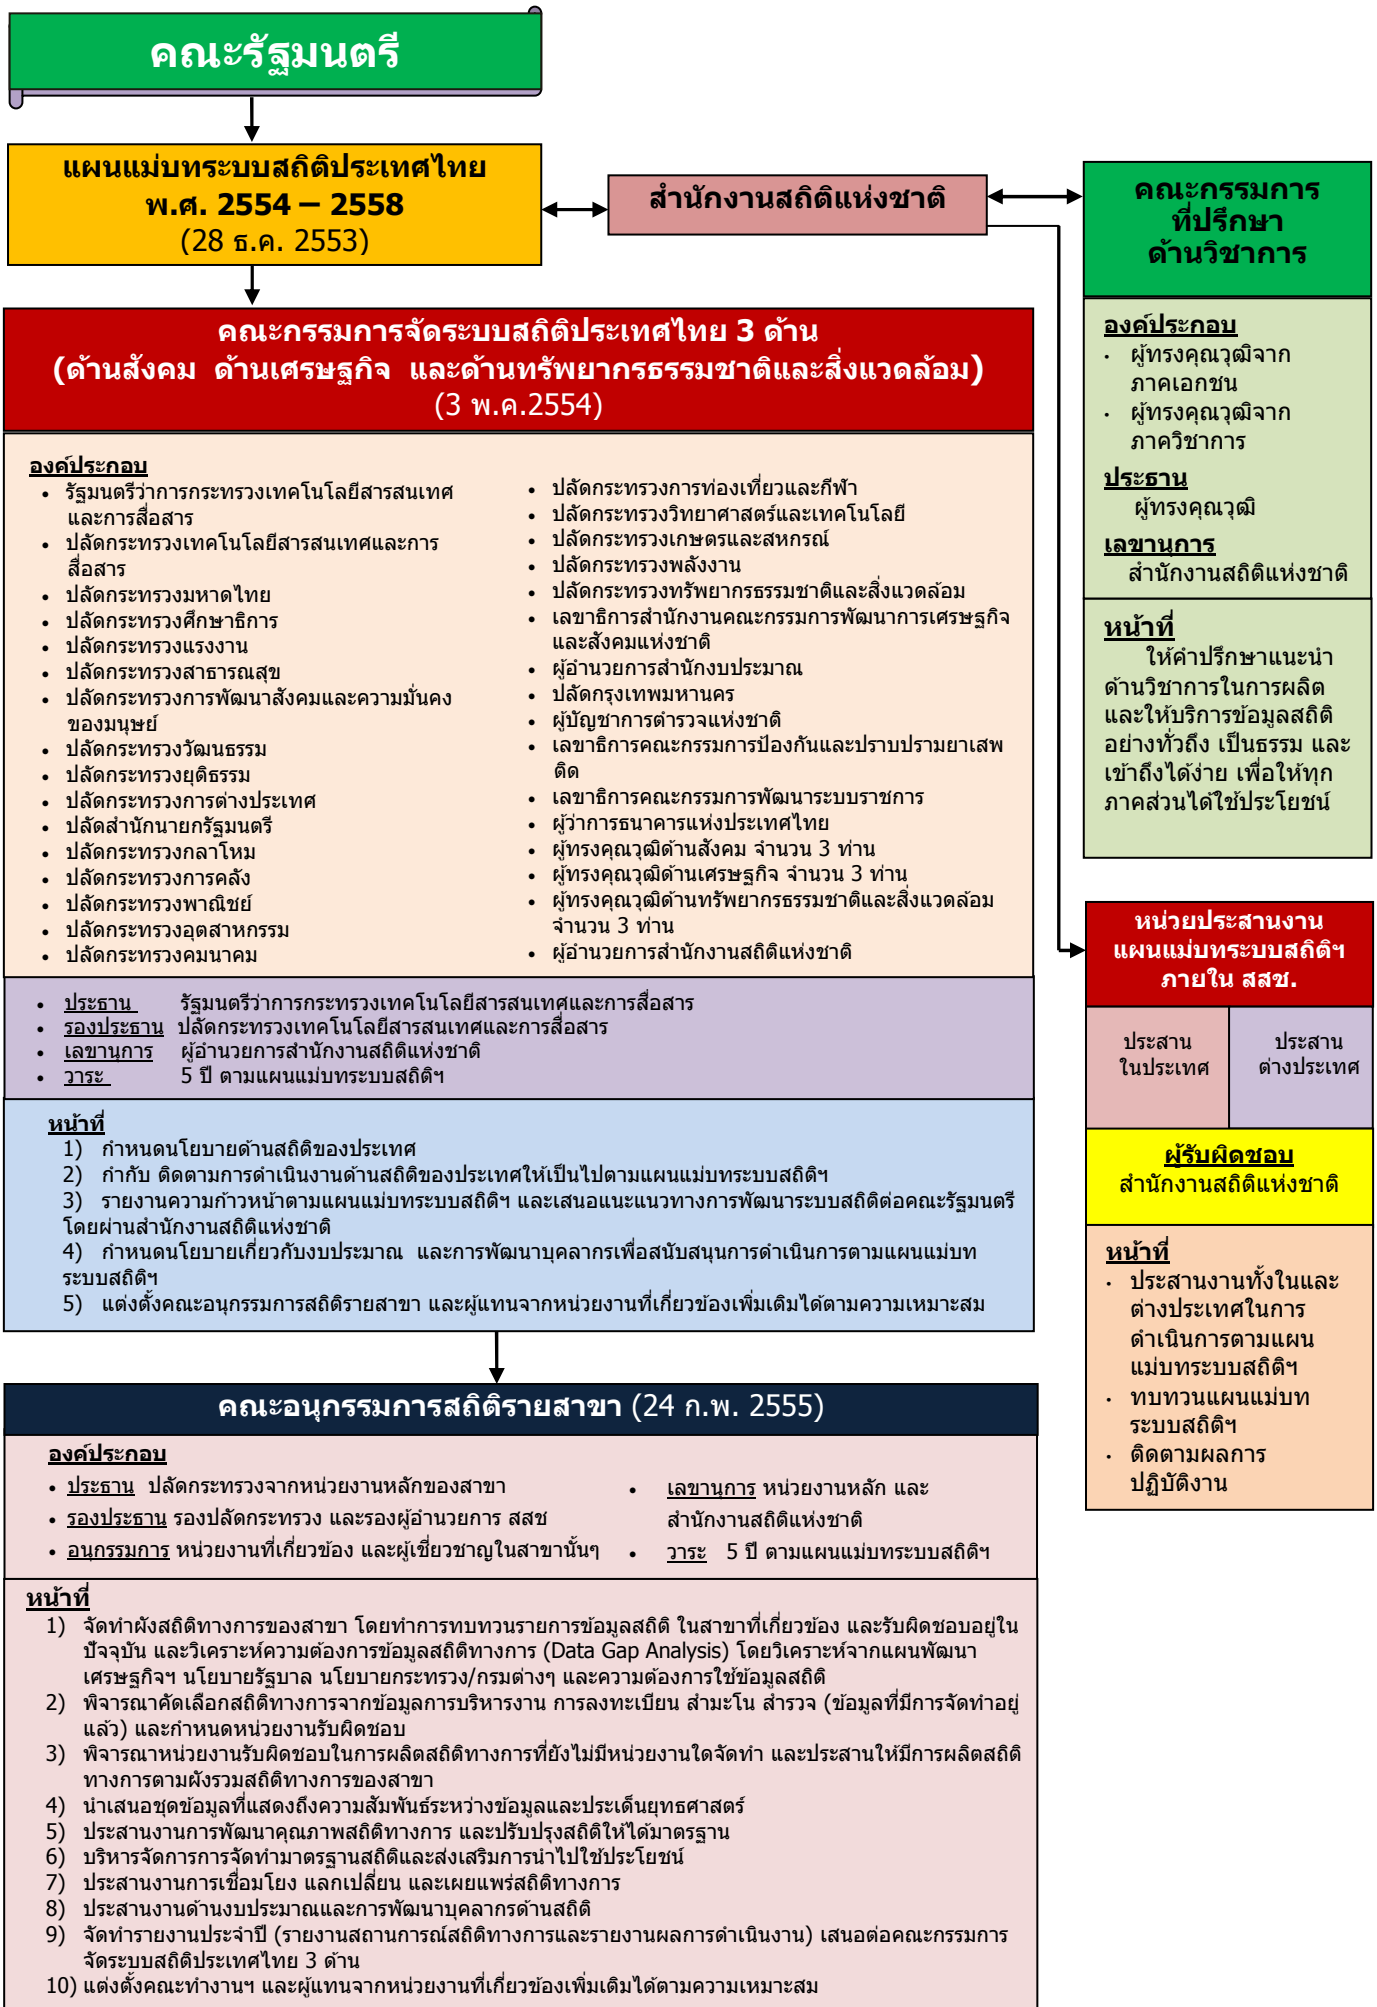 คณะรัฐมนตรี
แผนแม่บทระบบสถิติประเทศไทย
พ.ศ. 2554 – 2558
(28 ธ.ค. 2553)
สำนักงานสถิติแห่งชาติ
คณะกรรมการ
ที่ปรึกษา
ด้านวิชาการ
องค์ประกอบ
• ผู้ทรงคุณวุฒิจาก
ภาคเอกชน
• ผู้ทรงคุณวุฒิจาก
ภาควิชาการ
ประธาน
ผู้ทรงคุณวุฒิ
เลขานุการ
สำนักงานสถิติแห่งชาติ
หน้าที่
ให้คำปรึกษาแนะนำ
ด้านวิชาการในการผลิต
และให้บริการข้อมูลสถิติ
อย่างทั่วถึง เป็นธรรม และ
เข้าถึงได้ง่าย เพื่อให้ทุก
ภาคส่วนได้ใช้ประโยชน์
คณะกรรมการจัดระบบสถิติประเทศไทย 3 ด้าน
(ด้านสังคม ด้านเศรษฐกิจ และด้านทรัพยากรธรรมชาติและสิ่งแวดล้อม)
(3 พ.ค.2554)
องค์ประกอบ
• รัฐมนตรีว่าการกระทรวงเทคโนโลยีสารสนเทศ
และการสื่อสาร
• ปลัดกระทรวงเทคโนโลยีสารสนเทศและการ
สื่อสาร
• ปลัดกระทรวงมหาดไทย
• ปลัดกระทรวงศึกษาธิการ
• ปลัดกระทรวงแรงงาน
• ปลัดกระทรวงสาธารณสุข
• ปลัดกระทรวงการพัฒนาสังคมและความมั่นคง
ของมนุษย์
• ปลัดกระทรวงวัฒนธรรม
• ปลัดกระทรวงยุติธรรม
• ปลัดกระทรวงการต่างประเทศ
• ปลัดสำนักนายกรัฐมนตรี
• ปลัดกระทรวงกลาโหม
• ปลัดกระทรวงการคลัง
• ปลัดกระทรวงพาณิชย์
• ปลัดกระทรวงอุตสาหกรรม
• ปลัดกระทรวงคมนาคม
• ปลัดกระทรวงการท่องเที่ยวและกีฬา
• ปลัดกระทรวงวิทยาศาสตร์และเทคโนโลยี
• ปลัดกระทรวงเกษตรและสหกรณ์
• ปลัดกระทรวงพลังงาน
• ปลัดกระทรวงทรัพยากรธรรมชาติและสิ่งแวดล้อม
• เลขาธิการสำนักงานคณะกรรมการพัฒนาการเศรษฐกิจ
และสังคมแห่งชาติ
• ผู้อำนวยการสำนักงบประมาณ
• ปลัดกรุงเทพมหานคร
• ผู้บัญชาการตำรวจแห่งชาติ
• เลขาธิการคณะกรรมการป้องกันและปราบปรามยาเสพ
ติด
• เลขาธิการคณะกรรมการพัฒนาระบบราชการ
• ผู้ว่าการธนาคารแห่งประเทศไทย
• ผู้ทรงคุณวุฒิด้านสังคม จำนวน 3 ท่าน
• ผู้ทรงคุณวุฒิด้านเศรษฐกิจ จำนวน 3 ท่าน
• ผู้ทรงคุณวุฒิด้านทรัพยากรธรรมชาติและสิ่งแวดล้อม
จำนวน 3 ท่าน
• ผู้อำนวยการสำนักงานสถิติแห่งชาติ
• ประธาน รัฐมนตรีว่าการกระทรวงเทคโนโลยีสารสนเทศและการสื่อสาร
• รองประธาน ปลัดกระทรวงเทคโนโลยีสารสนเทศและการสื่อสาร
• เลขานุการ ผู้อำนวยการสำนักงานสถิติแห่งชาติ
• วาระ 5 ปี ตามแผนแม่บทระบบสถิติฯ
หน้าที่
1) กำหนดนโยบายด้านสถิติของประเทศ
2) กำกับ ติดตามการดำเนินงานด้านสถิติของประเทศให้เป็นไปตามแผนแม่บทระบบสถิติฯ
3) รายงานความก้าวหน้าตามแผนแม่บทระบบสถิติฯ และเสนอแนะแนวทางการพัฒนาระบบสถิติต่อคณะรัฐมนตรี
โดยผ่านสำนักงานสถิติแห่งชาติ
4) กำหนดนโยบายเกี่ยวกับงบประมาณ และการพัฒนาบุคลากรเพื่อสนับสนุนการดำเนินการตามแผนแม่บท
ระบบสถิติฯ
5) แต่งตั้งคณะอนุกรรมการสถิติรายสาขา และผู้แทนจากหน่วยงานที่เกี่ยวข้องเพิ่มเติมได้ตามความเหมาะสม
หน่วยประสานงาน
แผนแม่บทระบบสถิติฯ
ภายใน สสช.
ประสาน
ในประเทศ
ประสาน
ต่างประเทศ
ผู้รับผิดชอบ
สำนักงานสถิติแห่งชาติ
หน้าที่
• ประสานงานทั้งในและ
ต่างประเทศในการ
ดำเนินการตามแผน
แม่บทระบบสถิติฯ
• ทบทวนแผนแม่บท
ระบบสถิติฯ
• ติดตามผลการ
ปฏิบัติงาน
คณะอนุกรรมการสถิติรายสาขา (24 ก.พ. 2555)
องค์ประกอบ
• ประธาน ปลัดกระทรวงจากหน่วยงานหลักของสาขา
• รองประธาน รองปลัดกระทรวง และรองผู้อำนวยการ สสช
• อนุกรรมการ หน่วยงานที่เกี่ยวข้อง และผู้เชี่ยวชาญในสาขานั้นๆ
• เลขานุการ หน่วยงานหลัก และ
สำนักงานสถิติแห่งชาติ
• วาระ 5 ปี ตามแผนแม่บทระบบสถิติฯ
หน้าที่
1) จัดทำผังสถิติทางการของสาขา โดยทำการทบทวนรายการข้อมูลสถิติ ในสาขาที่เกี่ยวข้อง และรับผิดชอบอยู่ใน
ปัจจุบัน และวิเคราะห์ความต้องการข้อมูลสถิติทางการ (Data Gap Analysis) โดยวิเคราะห์จากแผนพัฒนา
เศรษฐกิจฯ นโยบายรัฐบาล นโยบายกระทรวง/กรมต่างๆ และความต้องการใช้ข้อมูลสถิติ
2) พิจารณาคัดเลือกสถิติทางการจากข้อมูลการบริหารงาน การลงทะเบียน สำมะโน สำรวจ (ข้อมูลที่มีการจัดทำอยู่
แล้ว) และกำหนดหน่วยงานรับผิดชอบ
3) พิจารณาหน่วยงานรับผิดชอบในการผลิตสถิติทางการที่ยังไม่มีหน่วยงานใดจัดทำ และประสานให้มีการผลิตสถิติ
ทางการตามผังรวมสถิติทางการของสาขา
4) นำเสนอชุดข้อมูลที่แสดงถึงความสัมพันธ์ระหว่างข้อมูลและประเด็นยุทธศาสตร์
5) ประสานงานการพัฒนาคุณภาพสถิติทางการ และปรับปรุงสถิติให้ได้มาตรฐาน
6) บริหารจัดการการจัดทำมาตรฐานสถิติและส่งเสริมการนำไปใช้ประโยชน์
7) ประสานงานการเชื่อมโยง แลกเปลี่ยน และเผยแพร่สถิติทางการ
8) ประสานงานด้านงบประมาณและการพัฒนาบุคลากรด้านสถิติ
9) จัดทำรายงานประจำปี (รายงานสถานการณ์สถิติทางการและรายงานผลการดำเนินงาน) เสนอต่อคณะกรรมการ
จัดระบบสถิติประเทศไทย 3 ด้าน
10) แต่งตั้งคณะทำงานฯ และผู้แทนจากหน่วยงานที่เกี่ยวข้องเพิ่มเติมได้ตามความเหมาะสม